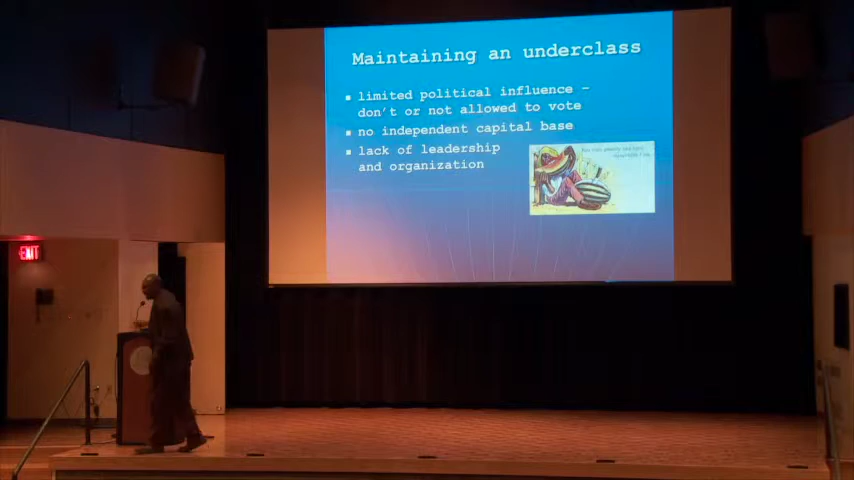 Maintaining an underclass
▪ limited political influence –
don't or not allowed to vote
▪ no independent capital base
▪ lack of leadership
and organization
EXIT